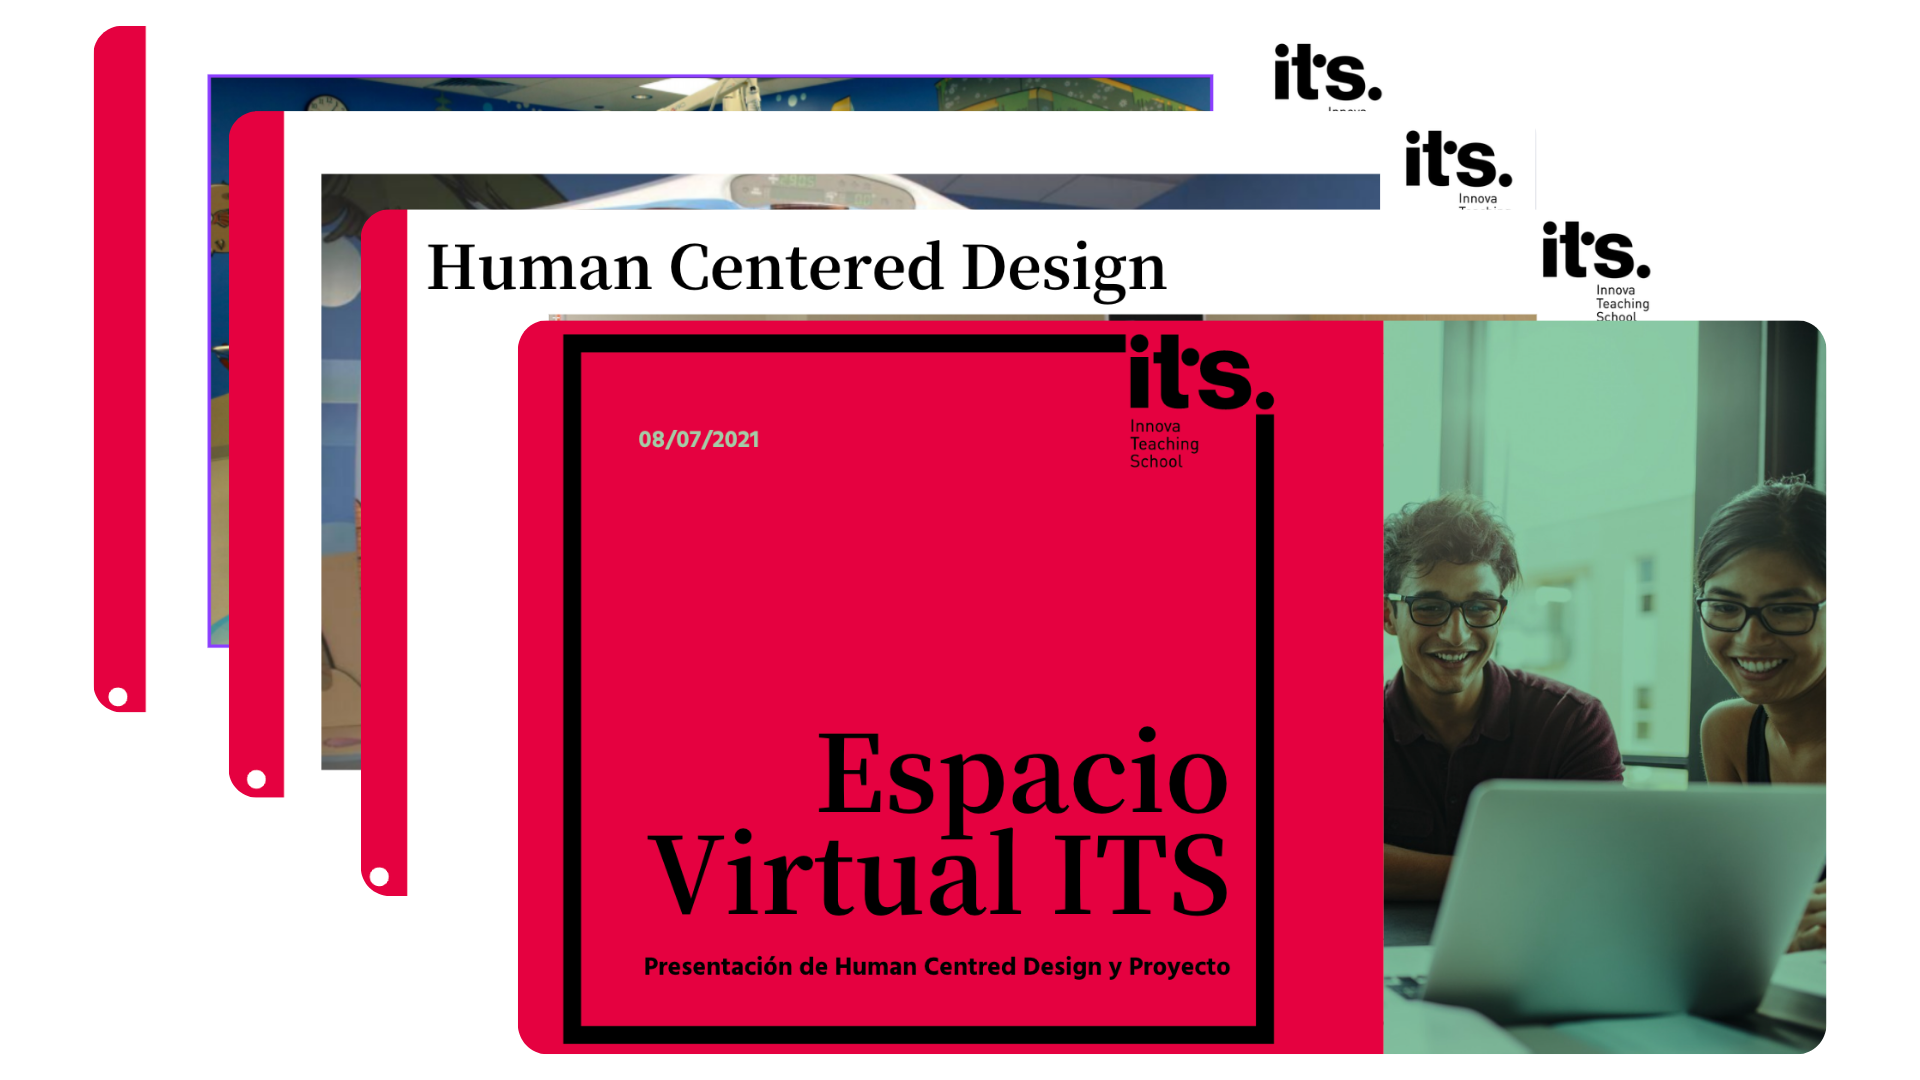 it's.
it's.
Innova
Human Centered Design
it's.
Innova
Teaching
School
it's.
Innova
Teaching
School
08/07/2021
Espacio
Virtual ITS
Presentación de Human Centred Design y Proyecto